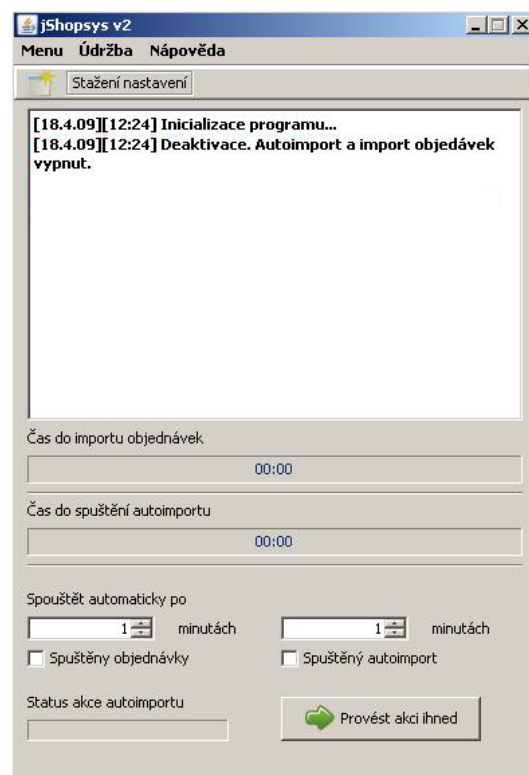 jShopsys v2
Menu Údržba Nápověda
Stažení nastavení
[18.4.09][12:24] Inicializace programu...
[18.4.09][12:24] Deaktivace. Autoimport a import objedávek
vypnut.
Čas do importu objednávek
00:00
Čas do spuštění autoimportu
00:00
Spouštět automaticky po
1 minutách 1 minutách
Spuštěny objednávky Spuštěný autoimport
Status akce autoimportu
Provést akci ihned